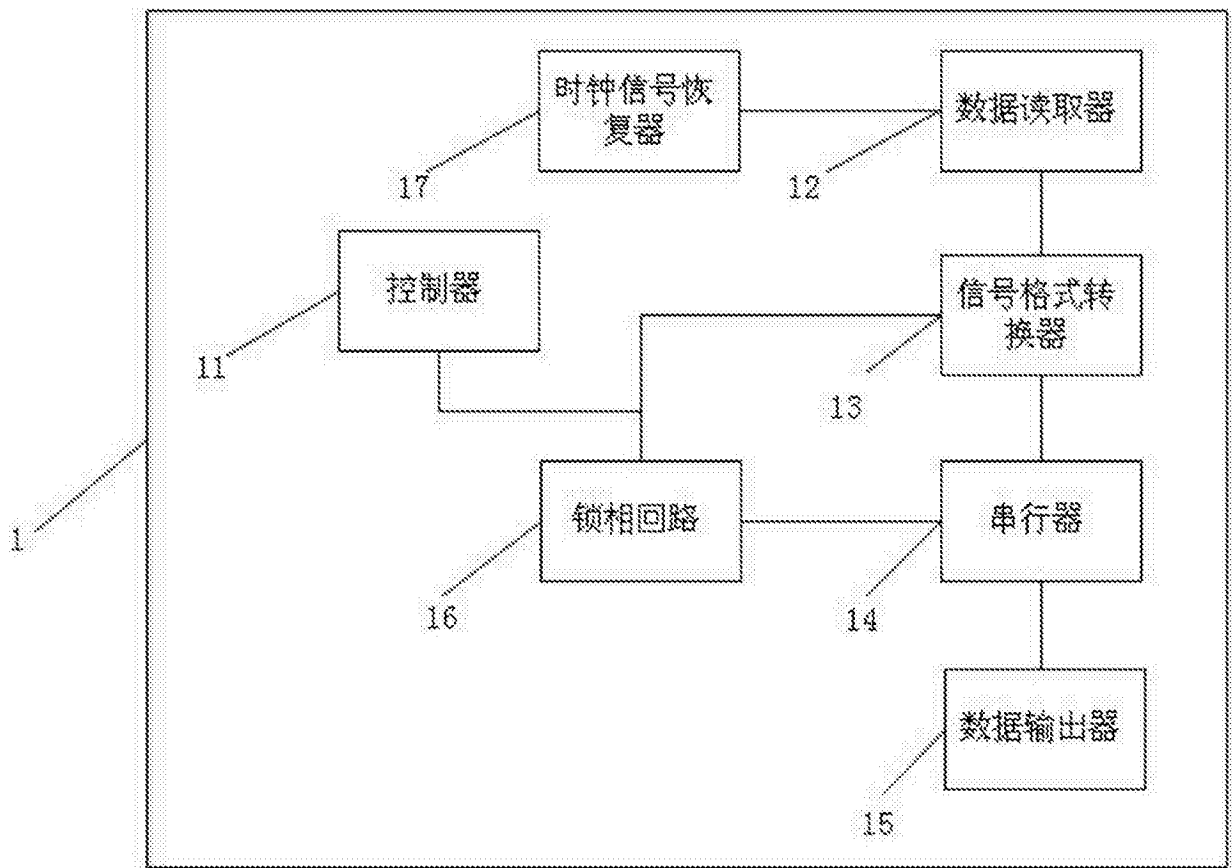 时钟信号恢
复器
数据读取器
17
12
控制器
信号格式转
换器
11
13
1
锁相回路
串行器
16
14
数据输出器
15